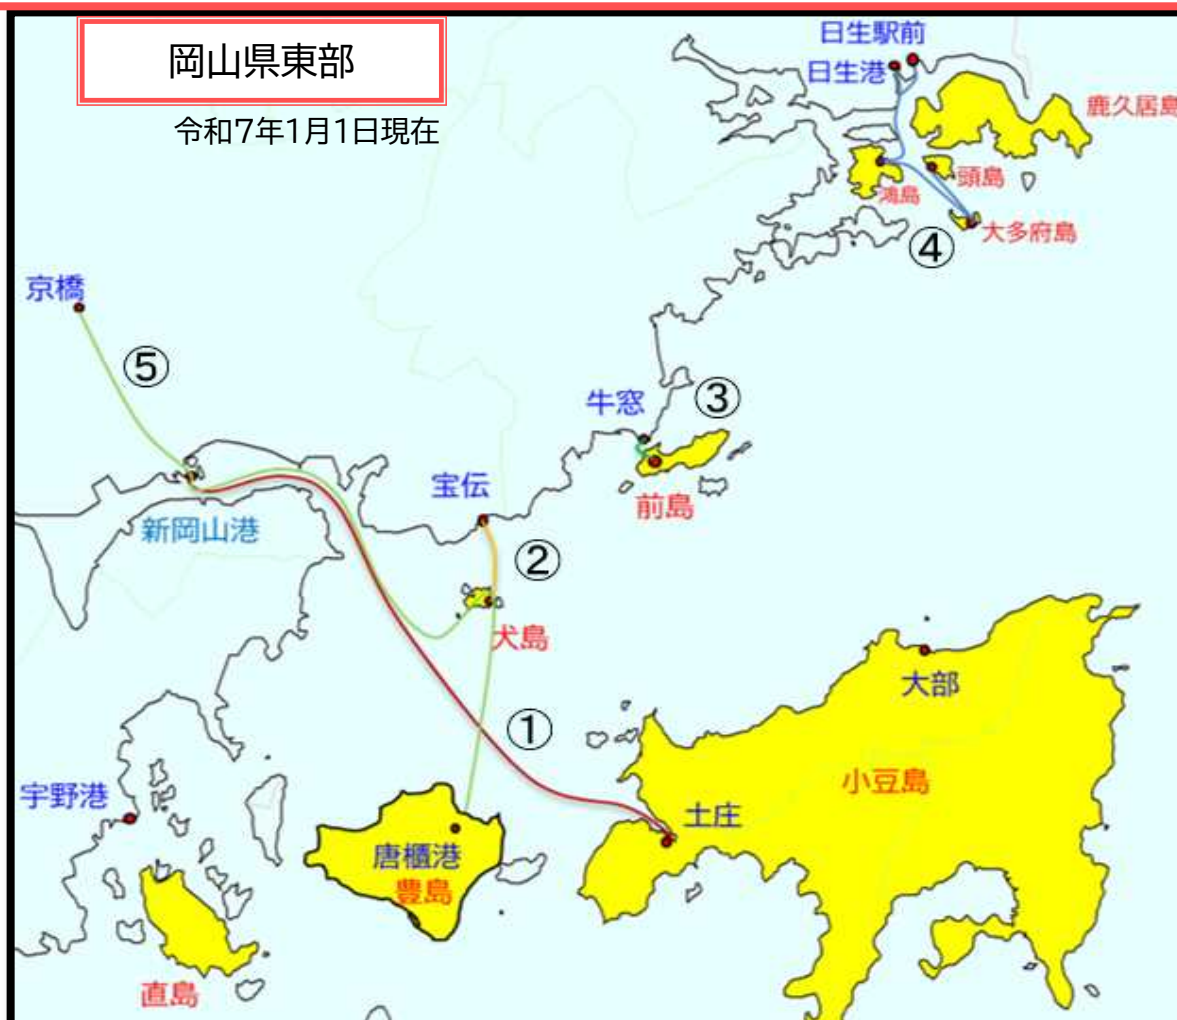 岡山県東部
令和7年1月1日現在
日生駅前
日生港
鹿久居島
頭島
鴻島
大多府島
④
京橋
⑤
牛窓
③
前島
宝伝
新岡山港
②
犬島
大部
①
小豆島
宇野港
土庄
唐櫃港
豊島
直島